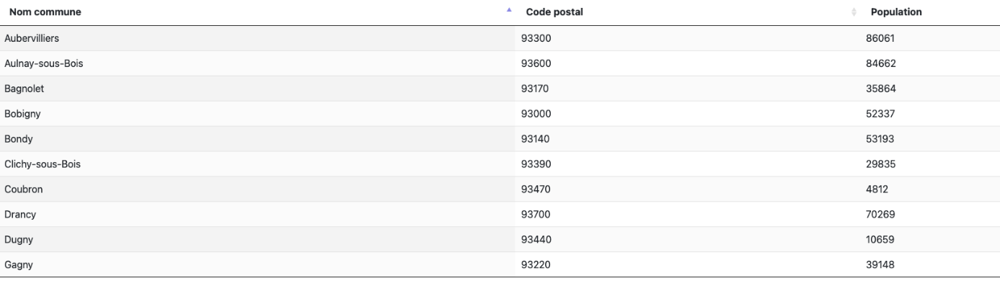 Nom commune Code postal Population
Aubervilliers 93300 86061
Aulnay-sous-Bois 93600 84662
Bagnolet 93170 35864
Bobigny 93000 52337
Bondy 93140 53193
Clichy-sous-Bois 93390 29835
Coubron 93470 4812
Drancy 93700 70269
Dugny 93440 10659
Gagny 93220 39148